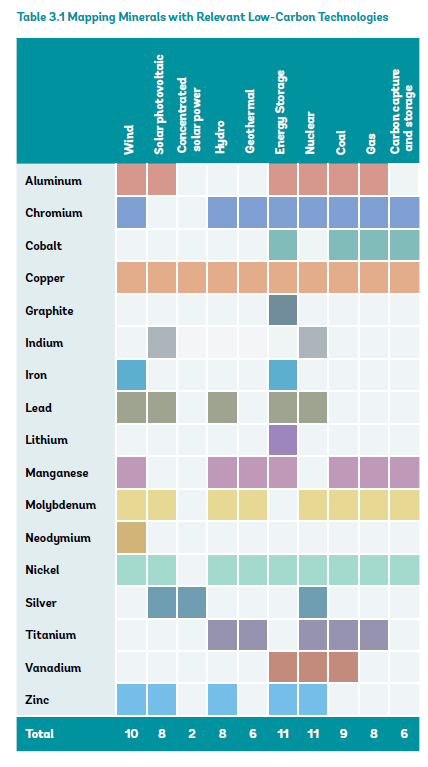 Table 3.1 Mapping Minerals with Relevant Low-Carbon Technologies
Wind
Solar photovoltaic
Concentrated
solar power
Hydro
Geothermal
Energy Storage
Nuclear
Coal
Gas
Carbon capture
and storage
Aluminum
Chromium
Cobalt
Copper
Graphite
Indium
Iron
Lead
Lithium
Manganese
Molybdenum
Neodymium
Nickel
Silver
Titanium
Vanadium
Zinc
Total 10 8 2 8 6 11 11 9 8 6